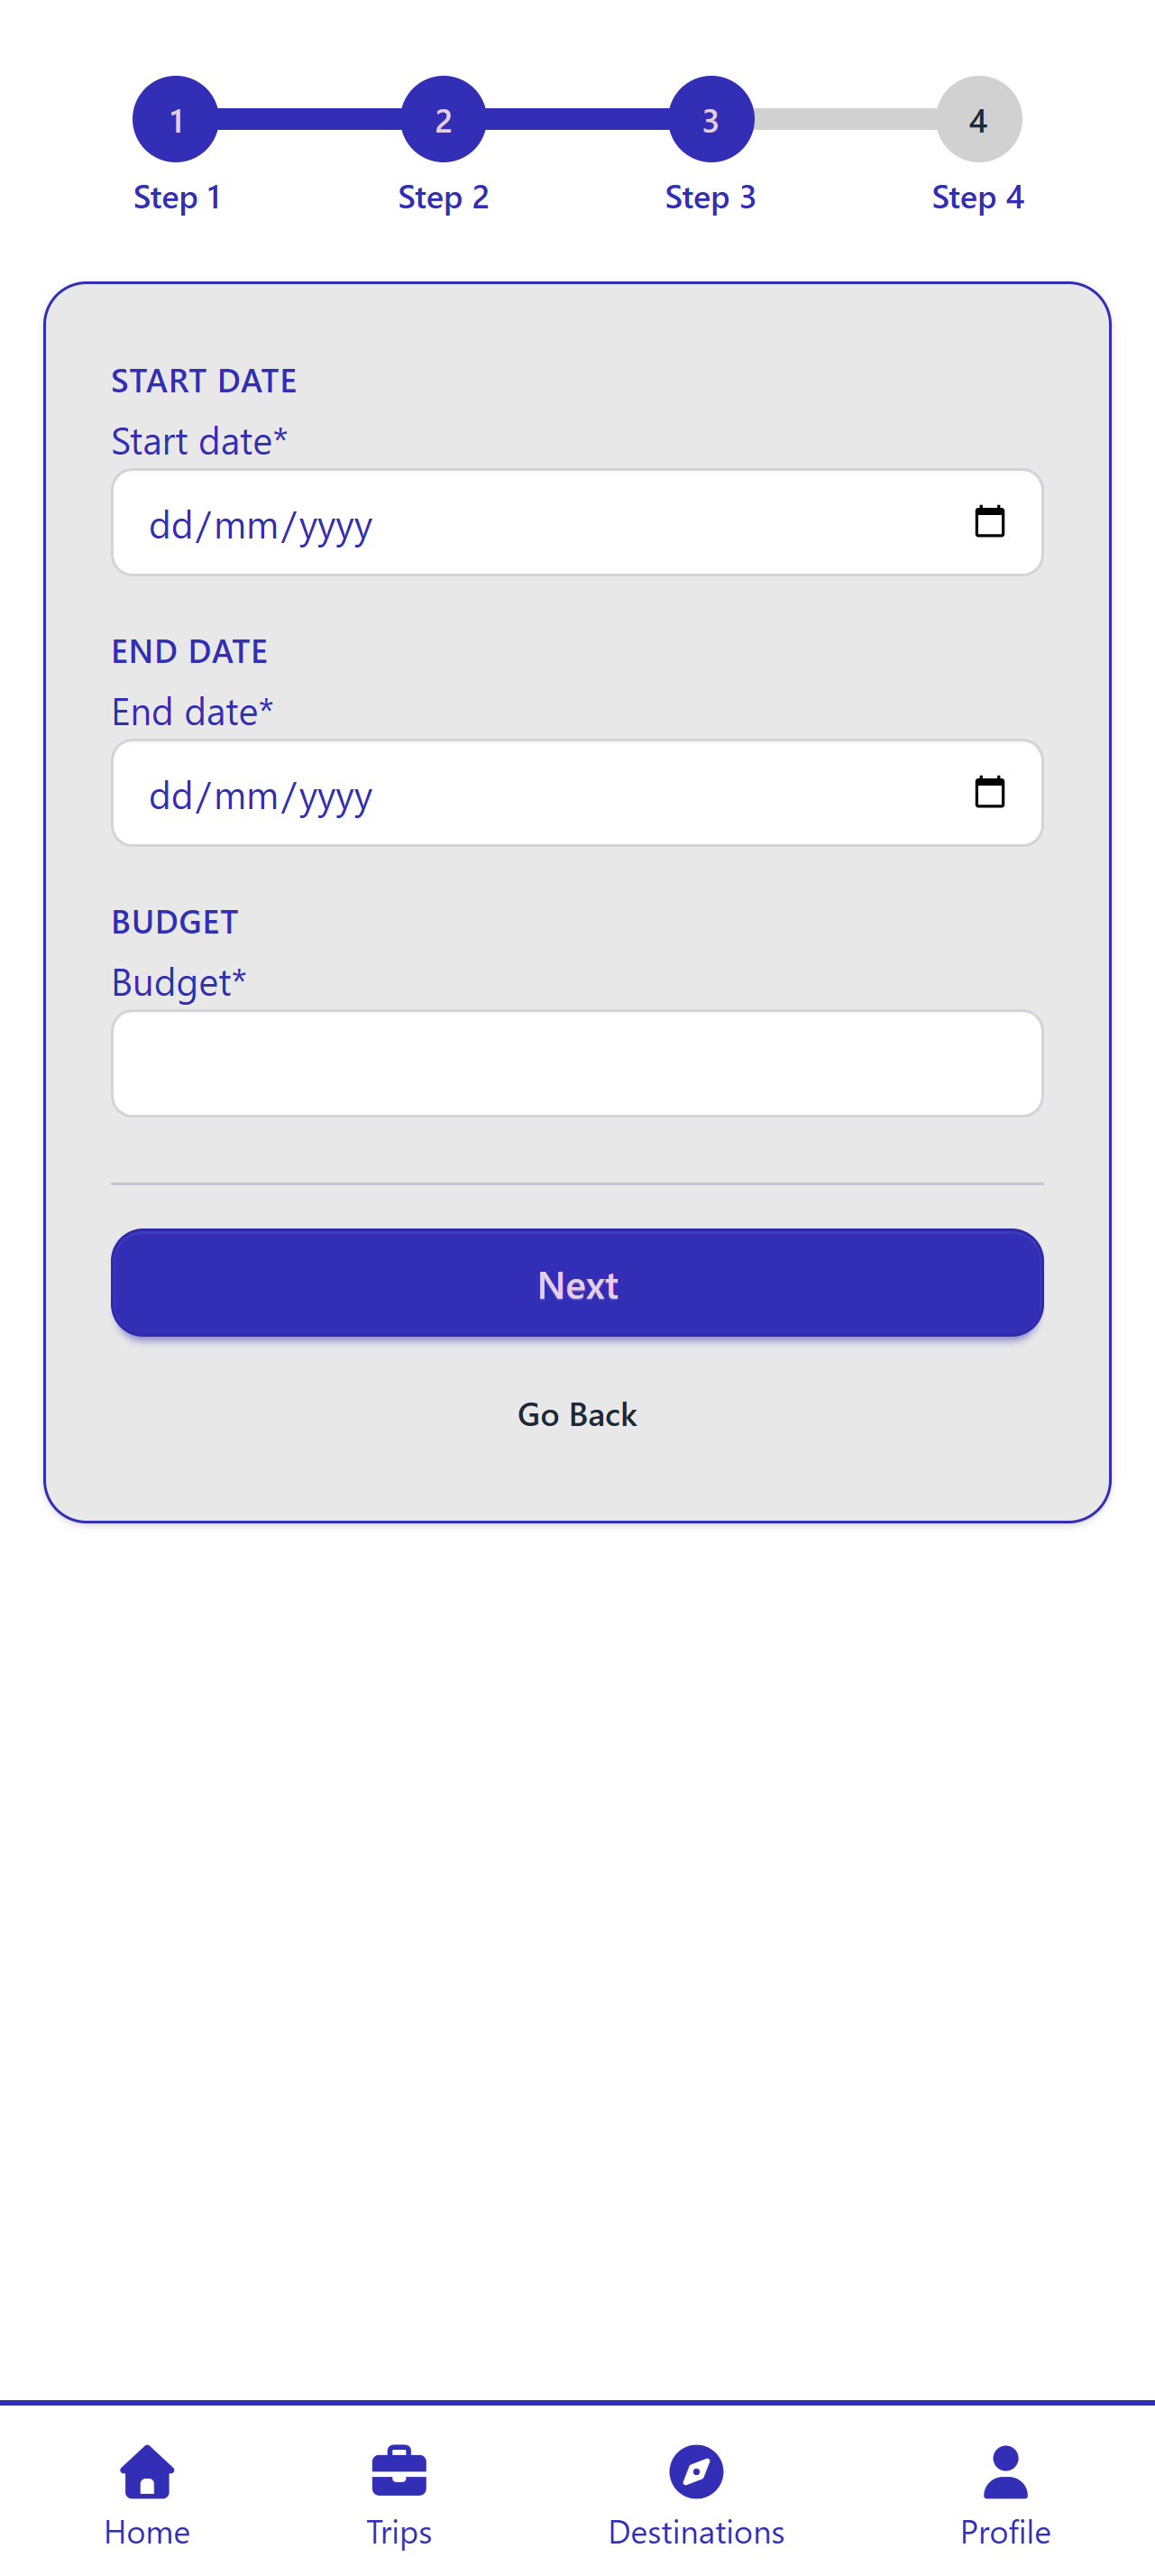 1 2 3 4
Step 1 Step 2 Step 3 Step 4
START DATE
Start date*
dd/mm/yyyy
END DATE
End date*
dd/mm/yyyy
BUDGET
Budget*
Next
Go Back
Home Trips Destinations Profile